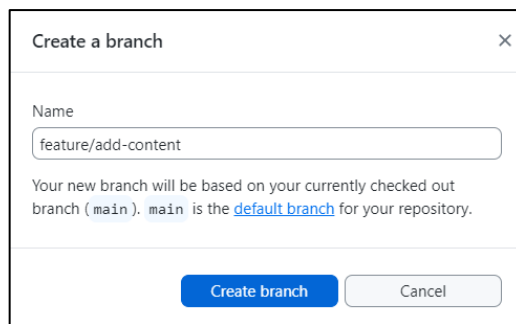 Create a branch
Name
feature/add-content
Your new branch will be based on your currently checked out
branch (main). main is the default branch for your repository.
Create branch
Cancel